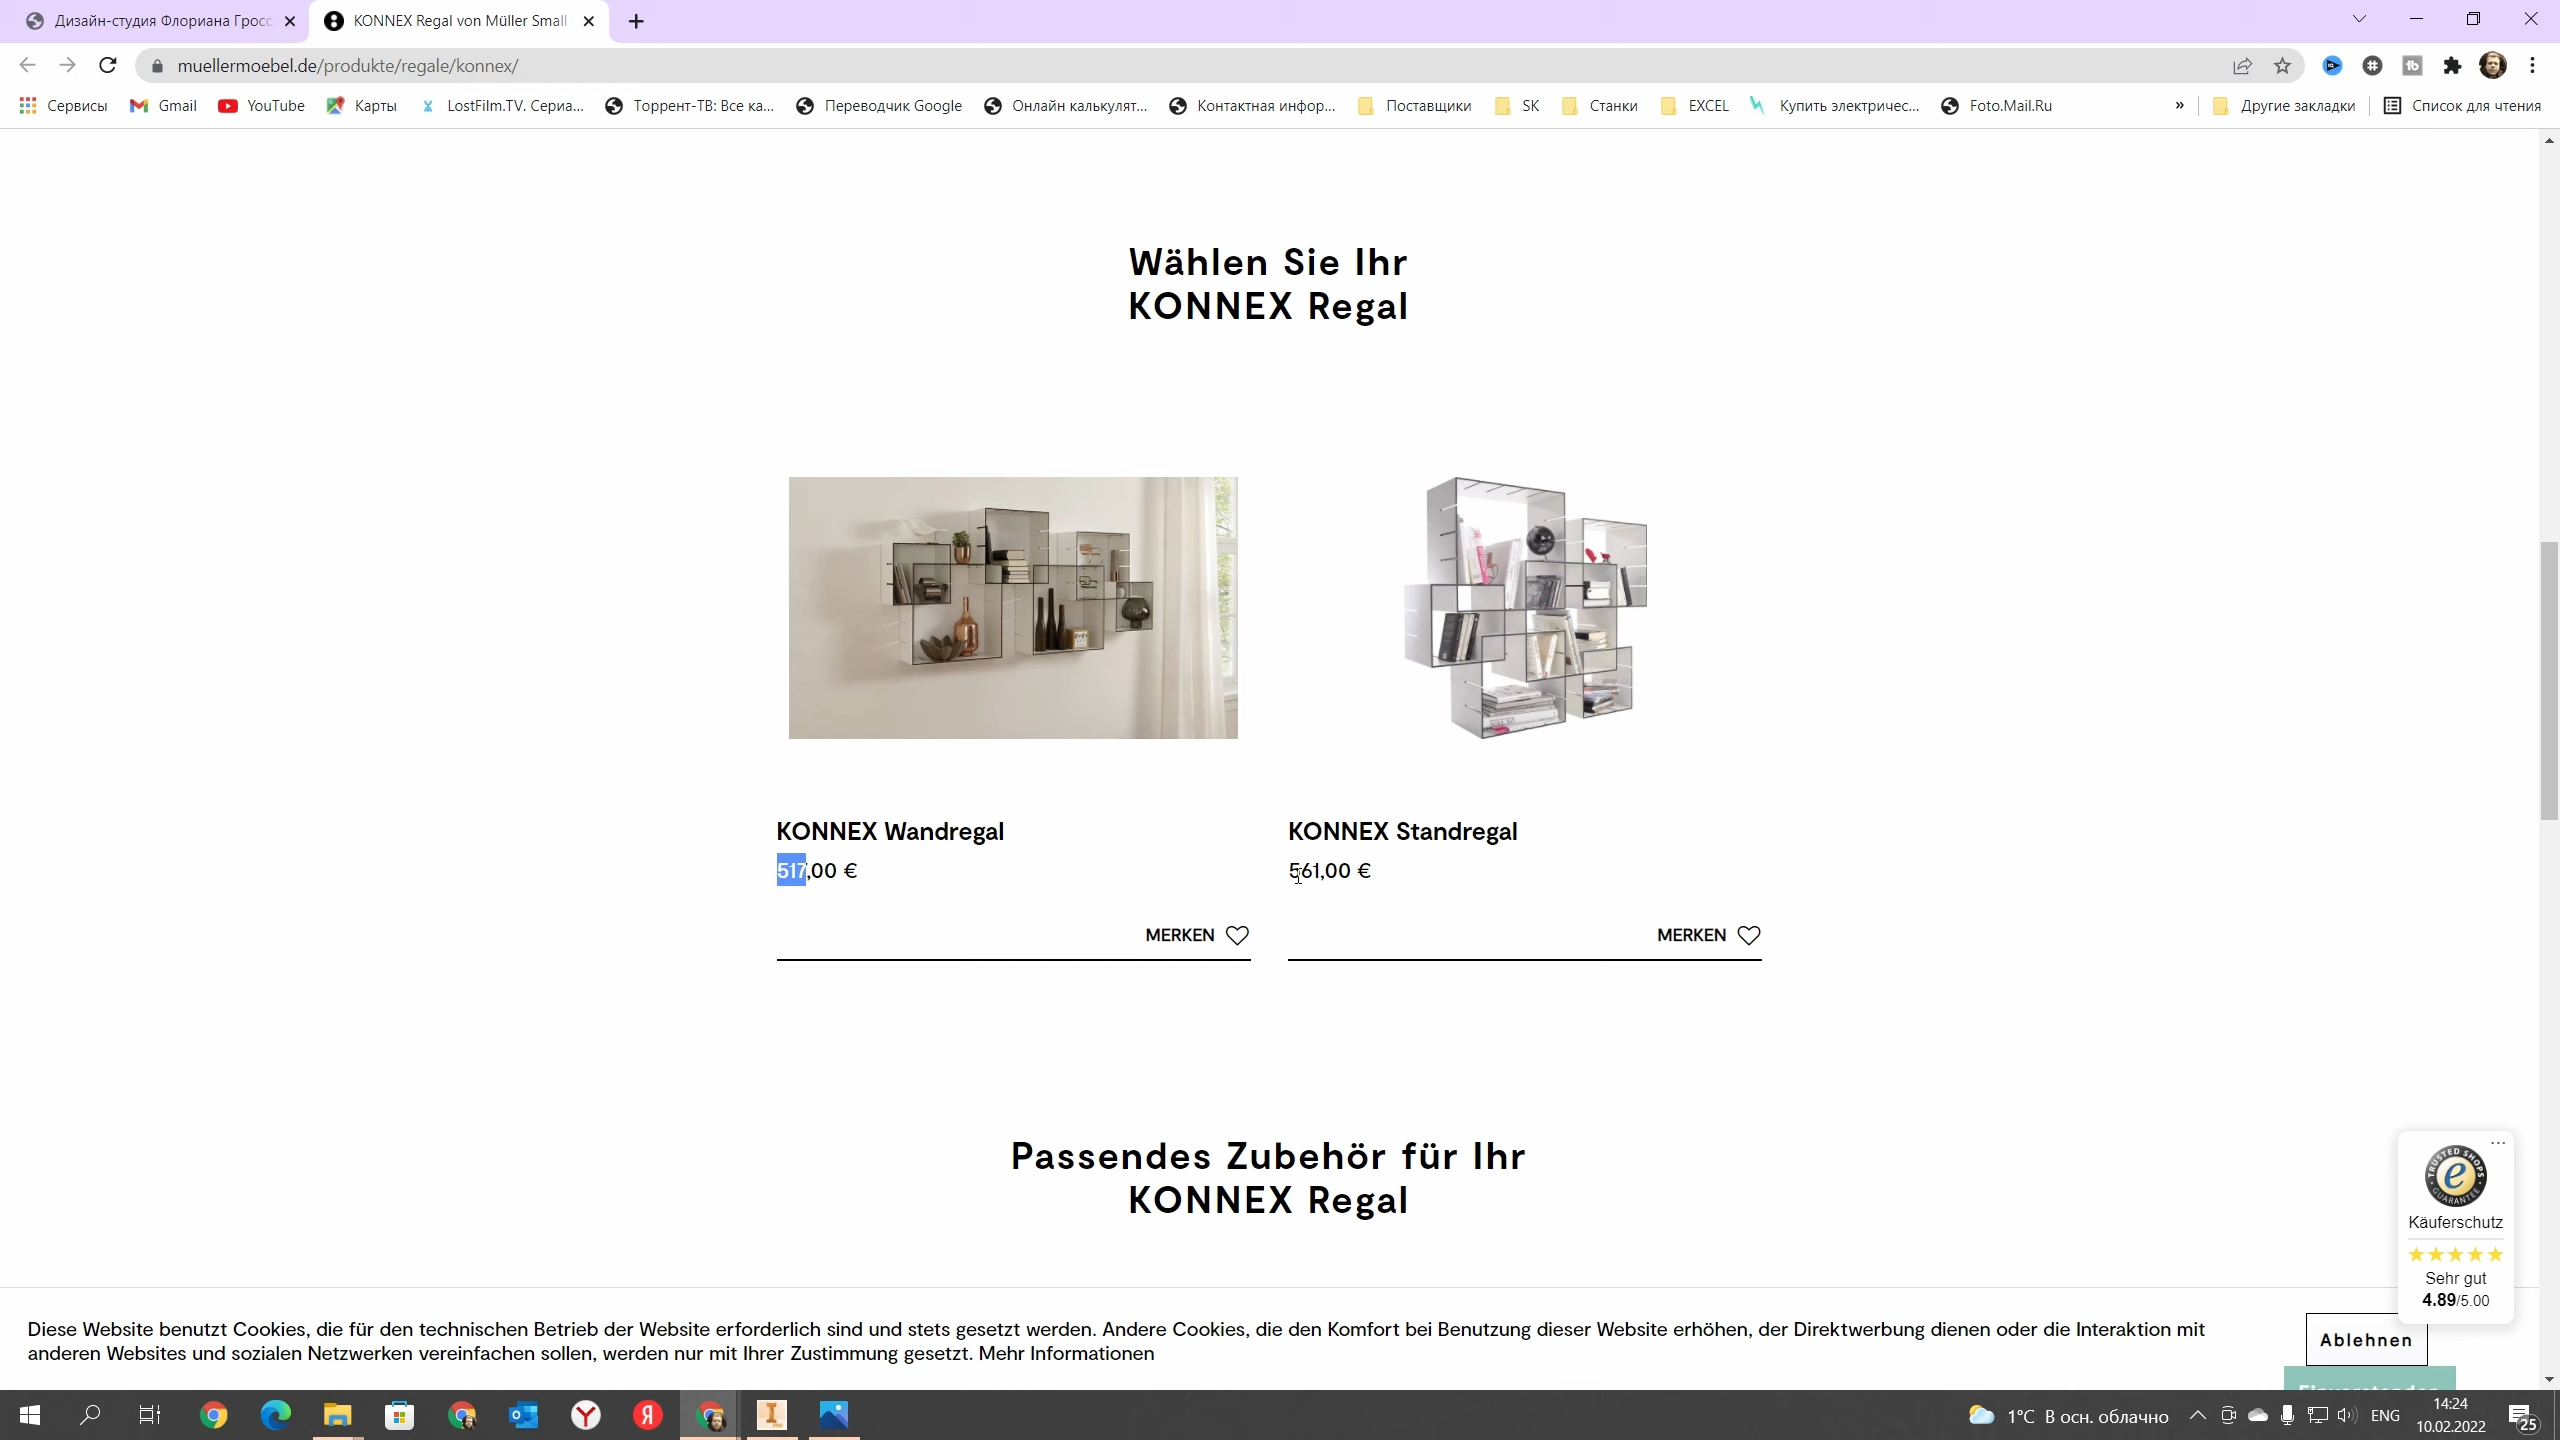 Дизайн-студия Флориана Гросс
KONNEX Regal von Müller Small
muellermoebel.de/produkte/regale/konnex/
Сервисы
Gmail
YouTube
Карты
LostFilm.TV. Сериа...
Торрент-ТВ: Все ка...
Переводчик Google
Онлайн калькулят...
Контактная инфор...
Поставщики
SK
Станки
EXCEL
Купить электричес...
Foto.Mail.Ru
»
Другие закладки
Список для чтения
Wählen Sie Ihr
KONNEX Regal
KONNEX Wandregal
517,00 €
MERKEN
KONNEX Standregal
561,00 €
MERKEN
Passendes Zubehör für Ihr
KONNEX Regal
TRUSTED SHOPS
GUARANTEE
Käuferschutz
Sehr gut
4.89/5.00
Diese Website benutzt Cookies, die für den technischen Betrieb der Website erforderlich sind und stets gesetzt werden. Andere Cookies, die den Komfort bei Benutzung dieser Website erhöhen, der Direktwerbung dienen oder die Interaktion mit
anderen Websites und sozialen Netzwerken vereinfachen sollen, werden nur mit Ihrer Zustimmung gesetzt. Mehr Informationen
Ablehnen
1°C В осн. облачно
ENG
14:24
10.02.2022
25